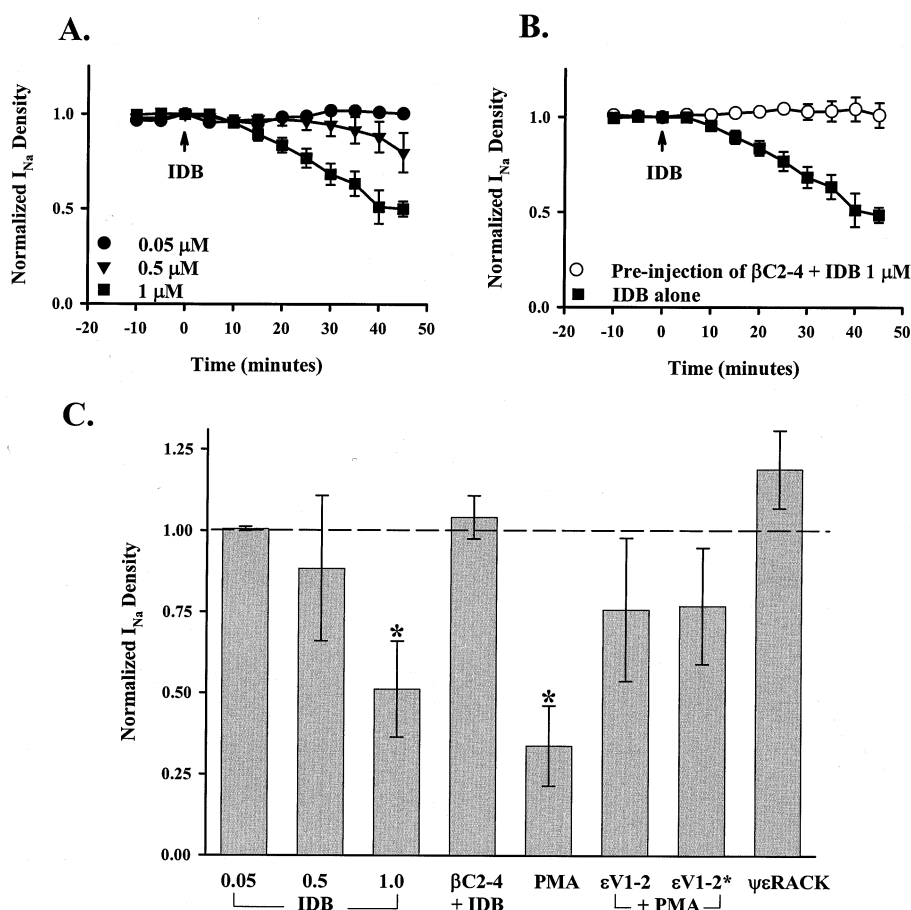 A.
Normalized I_Na Density
1.0
0.5
0.0
IDB
0.05 µM
0.5 µM
1 µM
-20 -10 0 10 20 30 40 50
Time (minutes)
B.
Normalized I_Na Density
1.0
0.5
0.0
IDB
Pre-injection of βC2-4 + IDB 1 µM
IDB alone
-20 -10 0 10 20 30 40 50
Time (minutes)
C.
Normalized I_Na Density
1.25
1.00
0.75
0.50
0.25
0.00
*
*
0.05 0.5 1.0 βC2-4 PMA εV1-2 εV1-2* ψεRACK
IDB + IDB + PMA